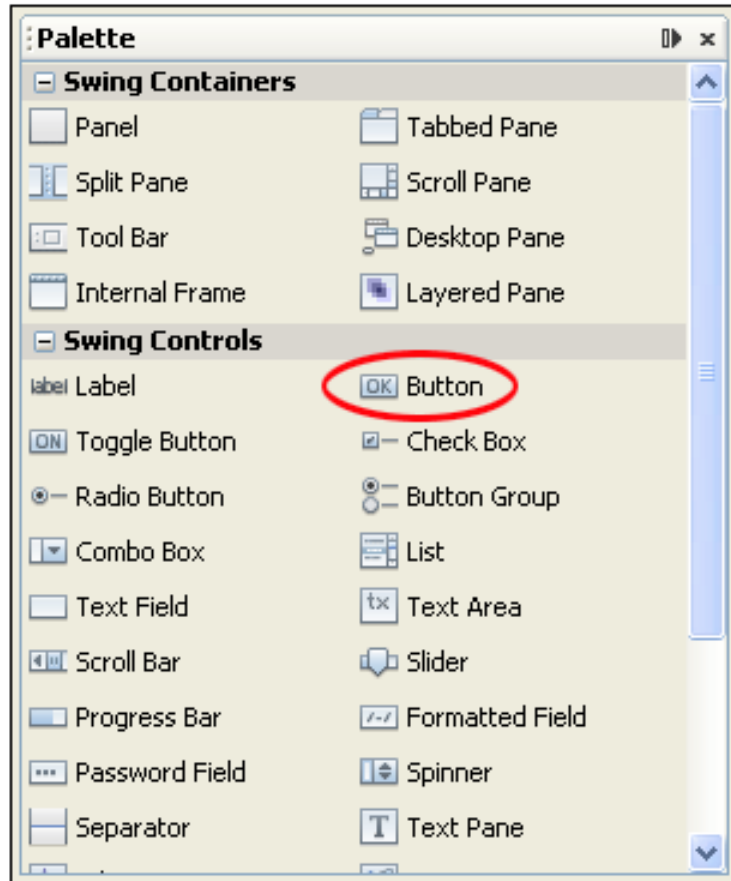 Palette
Swing Containers
Panel Tabbed Pane
Split Pane Scroll Pane
Tool Bar Desktop Pane
Internal Frame Layered Pane
Swing Controls
label Label OK Button
ON Toggle Button Check Box
Radio Button Button Group
Combo Box List
Text Field tx Text Area
Scroll Bar Slider
Progress Bar Formatted Field
Password Field Spinner
Separator T Text Pane